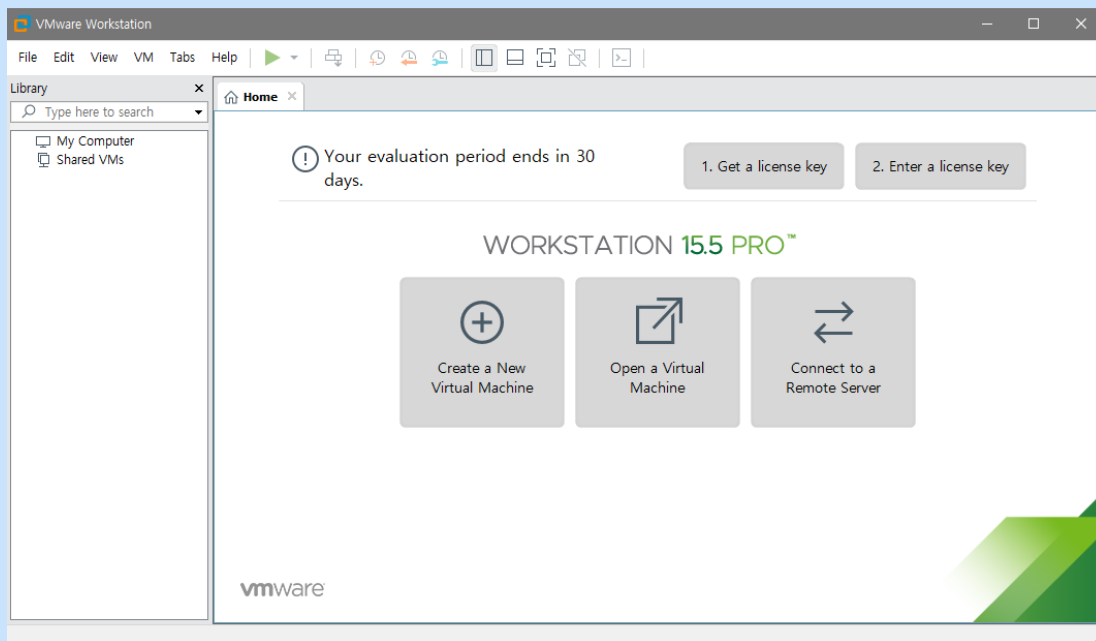 VMware Workstation
File Edit View VM Tabs Help
Library
Type here to search
My Computer
Shared VMs
Home
Your evaluation period ends in 30
days.
1. Get a license key
2. Enter a license key
WORKSTATION 15.5 PRO™
Create a New
Virtual Machine
Open a Virtual
Machine
Connect to a
Remote Server
vmware